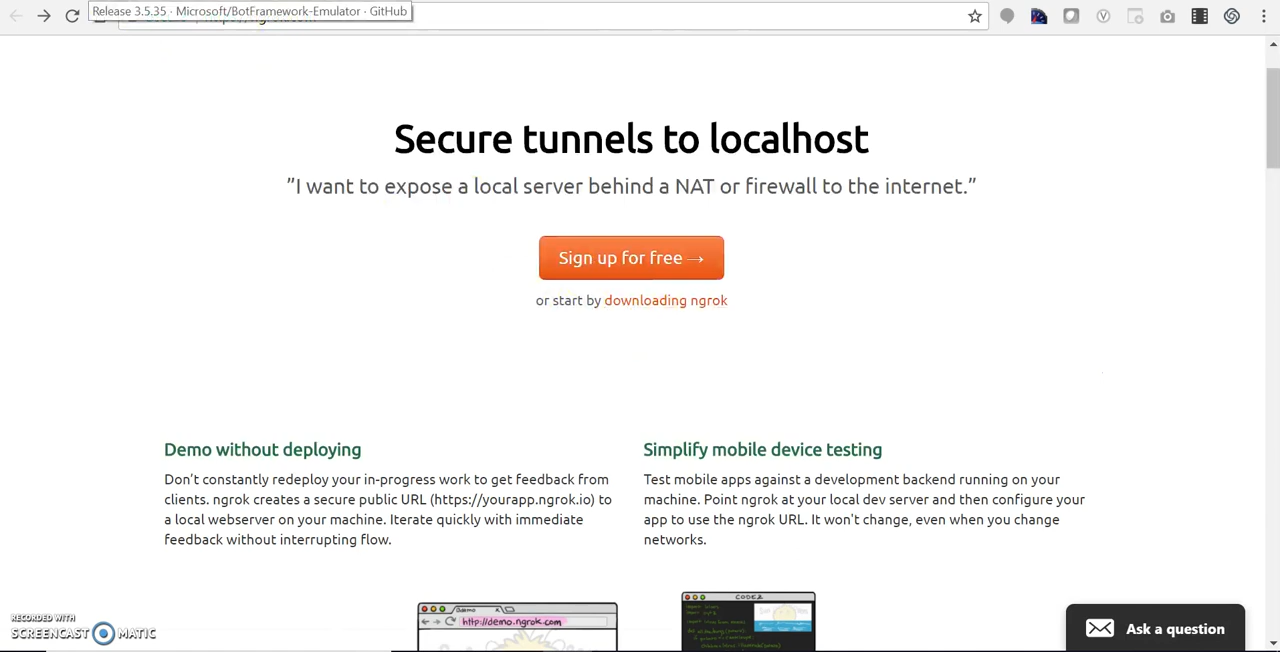 Release 3.5.35 · Microsoft/BotFramework-Emulator · GitHub
Secure tunnels to localhost
”I want to expose a local server behind a NAT or firewall to the internet.”
Sign up for free →
or start by downloading ngrok
Demo without deploying
Don’t constantly redeploy your in-progress work to get feedback from
clients. ngrok creates a secure public URL (https://yourapp.ngrok.io) to
a local webserver on your machine. Iterate quickly with immediate
feedback without interrupting flow.
Simplify mobile device testing
Test mobile apps against a development backend running on your
machine. Point ngrok at your local dev server and then configure your
app to use the ngrok URL. It won't change, even when you change
networks.
http://demo.ngrok.com
Ask a question
RECORDED WITH
SCREENCAST MATIC